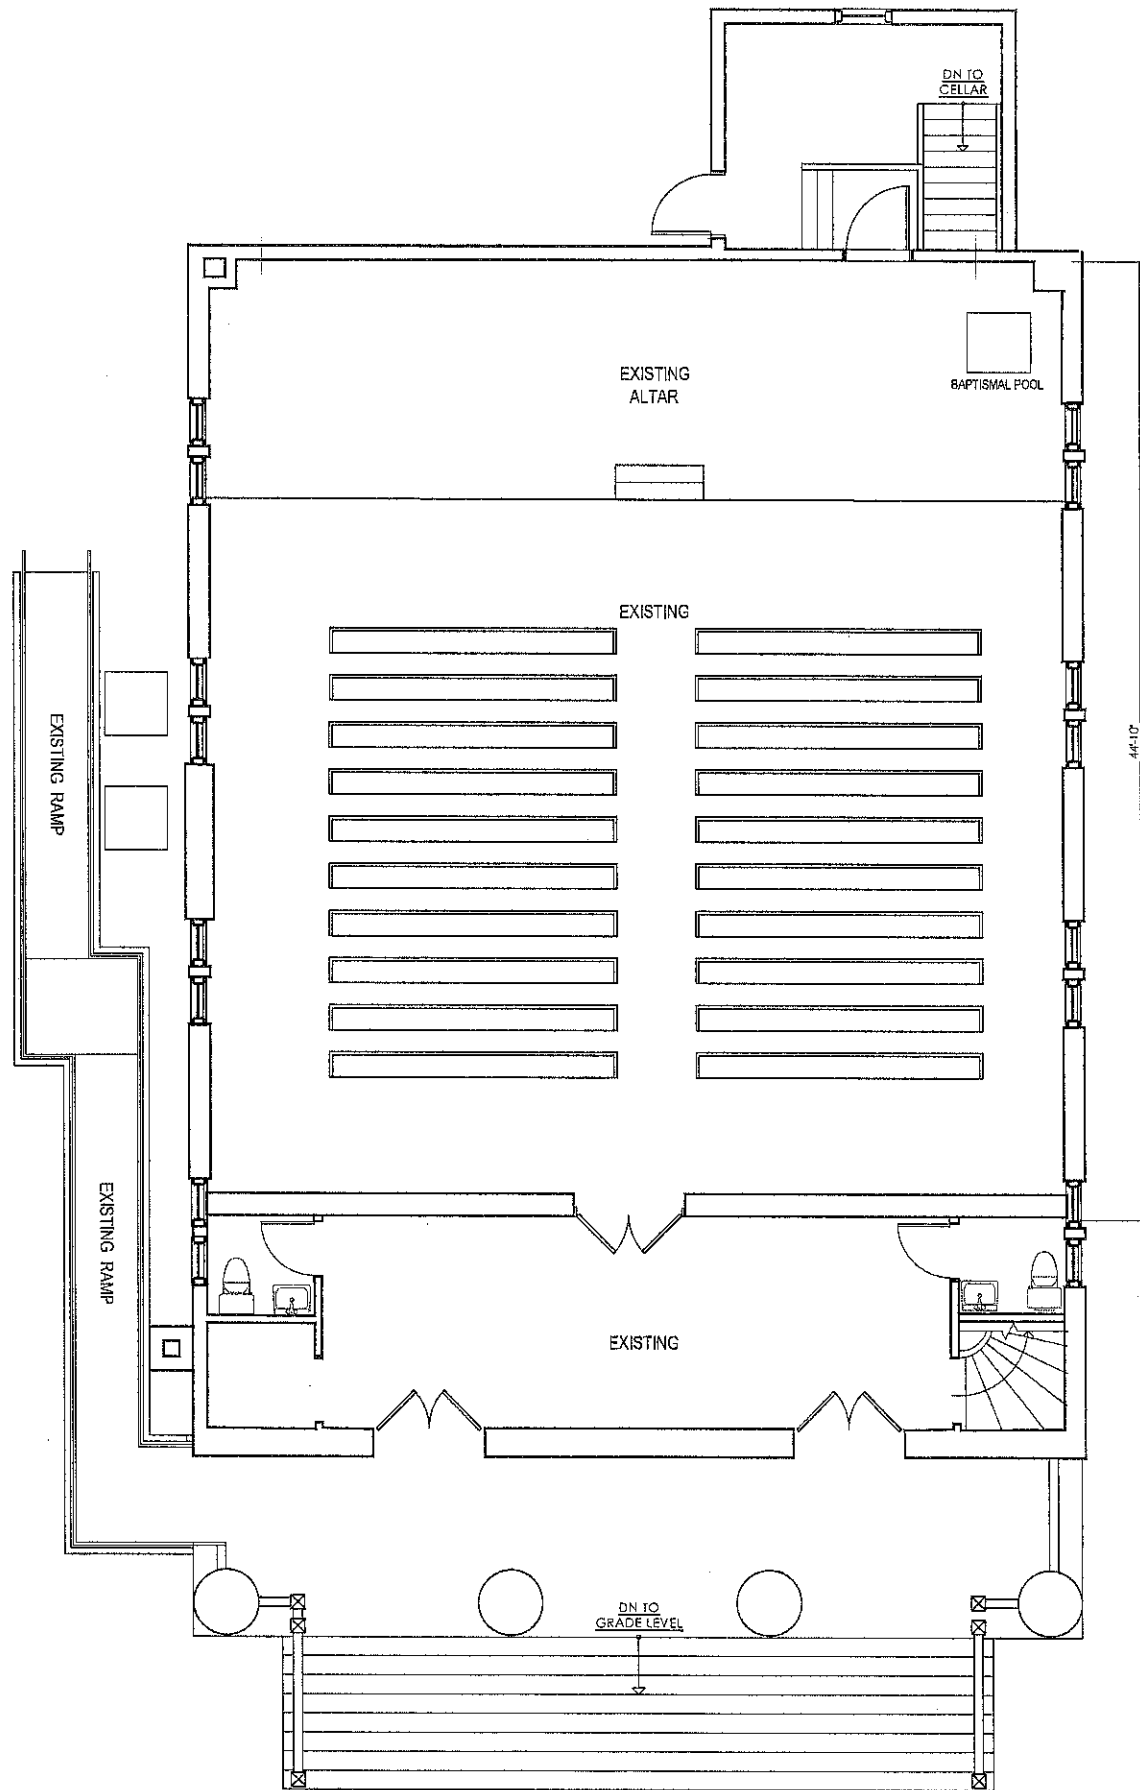 DN TO
CELLAR
EXISTING
ALTAR
BAPTISMAL POOL
EXISTING
EXISTING RAMP
44'-10"
EXISTING RAMP
EXISTING
DN TO
GRADE LEVEL